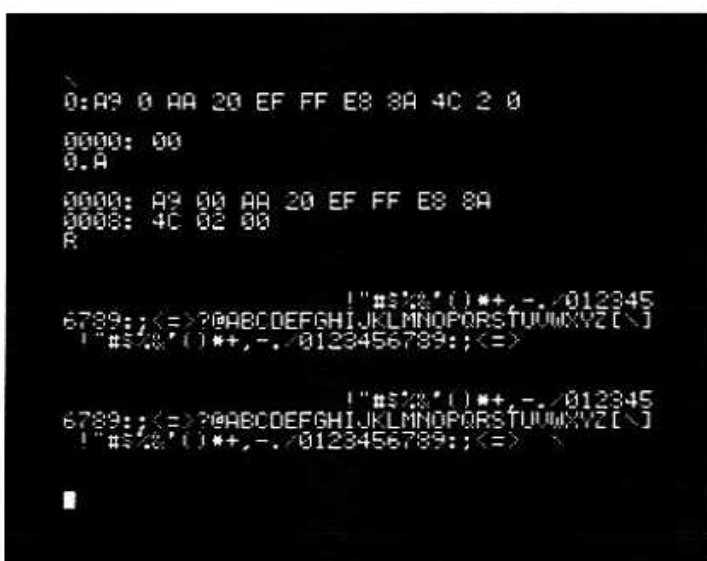 \
0:A9 0 AA 20 EF FF E8 8A 4C 2 0
0000: 00
0.A
0000: A9 00 AA 20 EF FF E8 8A
0008: 4C 02 00
R
!"#$%&'()*+,-./012345
6789:;<=>?@ABCDEFGHIJKLMNOPQRSTUVWXYZ[\]
!"#$%&'()*+,-./0123456789:;<=>
!"#$%&'()*+,-./012345
6789:;<=>?@ABCDEFGHIJKLMNOPQRSTUVWXYZ[\]
!"#$%&'()*+,-./0123456789:;<=> \